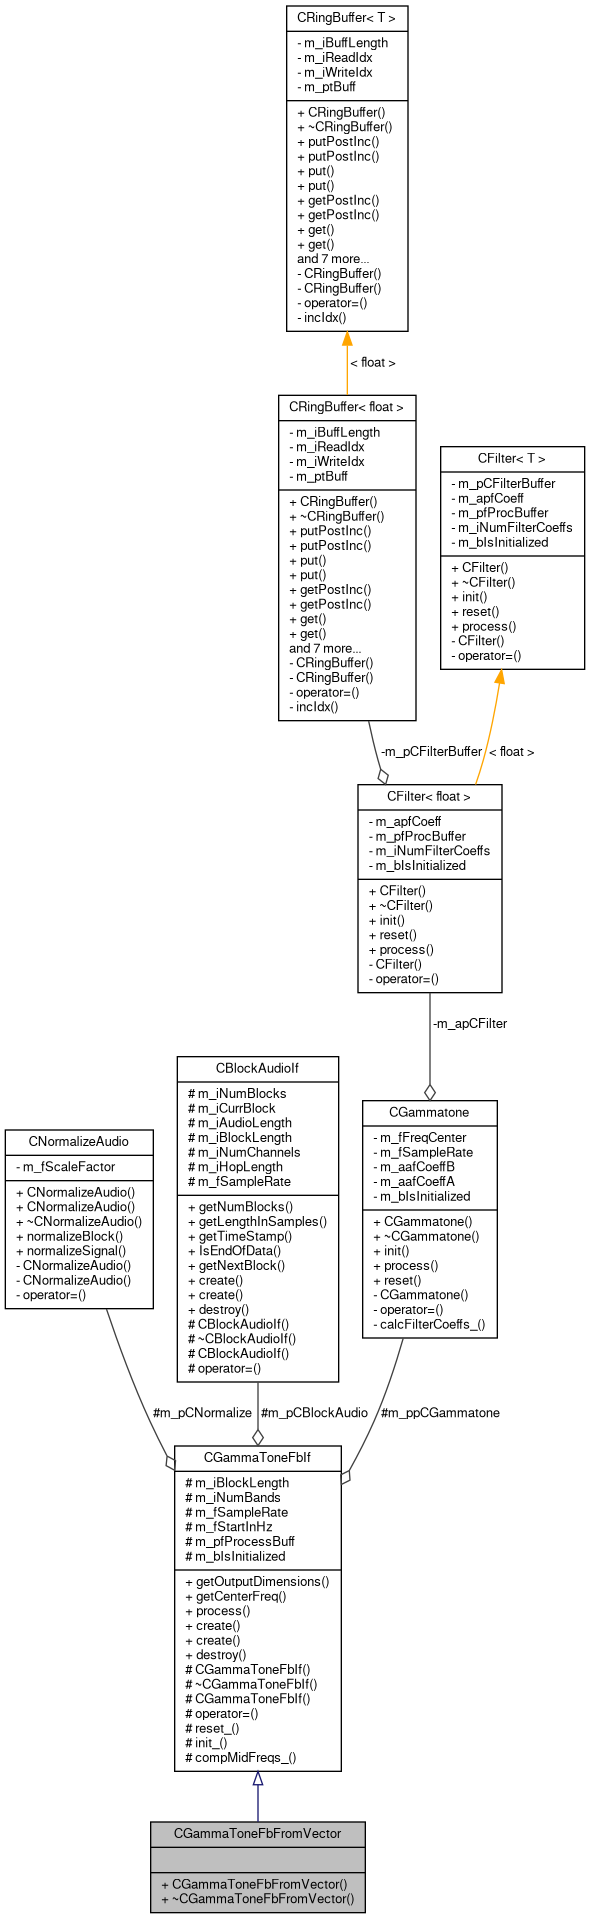 CRingBuffer< T >
- m_iBuffLength
- m_iReadIdx
- m_iWriteIdx
- m_ptBuff
+ CRingBuffer()
+ ~CRingBuffer()
+ putPostInc()
+ putPostInc()
+ put()
+ put()
+ getPostInc()
+ getPostInc()
+ get()
+ get()
and 7 more...
- CRingBuffer()
- CRingBuffer()
- operator=()
- incIdx()
< float >
CRingBuffer< float >
- m_iBuffLength
- m_iReadIdx
- m_iWriteIdx
- m_ptBuff
+ CRingBuffer()
+ ~CRingBuffer()
+ putPostInc()
+ putPostInc()
+ put()
+ put()
+ getPostInc()
+ getPostInc()
+ get()
+ get()
and 7 more...
- CRingBuffer()
- CRingBuffer()
- operator=()
- incIdx()
CFilter< T >
- m_pCFilterBuffer
- m_apfCoeff
- m_pfProcBuffer
- m_iNumFilterCoeffs
- m_bIsInitialized
+ CFilter()
+ ~CFilter()
+ init()
+ reset()
+ process()
- CFilter()
- operator=()
-m_pCFilterBuffer
< float >
CFilter< float >
- m_apfCoeff
- m_pfProcBuffer
- m_iNumFilterCoeffs
- m_bIsInitialized
+ CFilter()
+ ~CFilter()
+ init()
+ reset()
+ process()
- CFilter()
- operator=()
-m_apCFilter
CNormalizeAudio
- m_fScaleFactor
+ CNormalizeAudio()
+ CNormalizeAudio()
+ ~CNormalizeAudio()
+ normalizeBlock()
+ normalizeSignal()
- CNormalizeAudio()
- CNormalizeAudio()
- operator=()
CBlockAudioIf
# m_iNumBlocks
# m_iCurrBlock
# m_iAudioLength
# m_iBlockLength
# m_iNumChannels
# m_iHopLength
# m_fSampleRate
+ getNumBlocks()
+ getLengthInSamples()
+ getTimeStamp()
+ IsEndOfData()
+ getNextBlock()
+ create()
+ create()
+ destroy()
# CBlockAudioIf()
# ~CBlockAudioIf()
# CBlockAudioIf()
# operator=()
CGammatone
- m_fFreqCenter
- m_fSampleRate
- m_aafCoeffB
- m_aafCoeffA
- m_bIsInitialized
+ CGammatone()
+ ~CGammatone()
+ init()
+ process()
+ reset()
- CGammatone()
- operator=()
- calcFilterCoeffs_()
#m_pCNormalize
#m_pCBlockAudio
#m_ppCGammatone
CGammaToneFbIf
# m_iBlockLength
# m_iNumBands
# m_fSampleRate
# m_fStartInHz
# m_pfProcessBuff
# m_bIsInitialized
+ getOutputDimensions()
+ getCenterFreq()
+ process()
+ create()
+ create()
+ destroy()
# CGammaToneFbIf()
# ~CGammaToneFbIf()
# CGammaToneFbIf()
# operator=()
# reset_()
# init_()
# compMidFreqs_()
CGammaToneFbFromVector
+ CGammaToneFbFromVector()
+ ~CGammaToneFbFromVector()